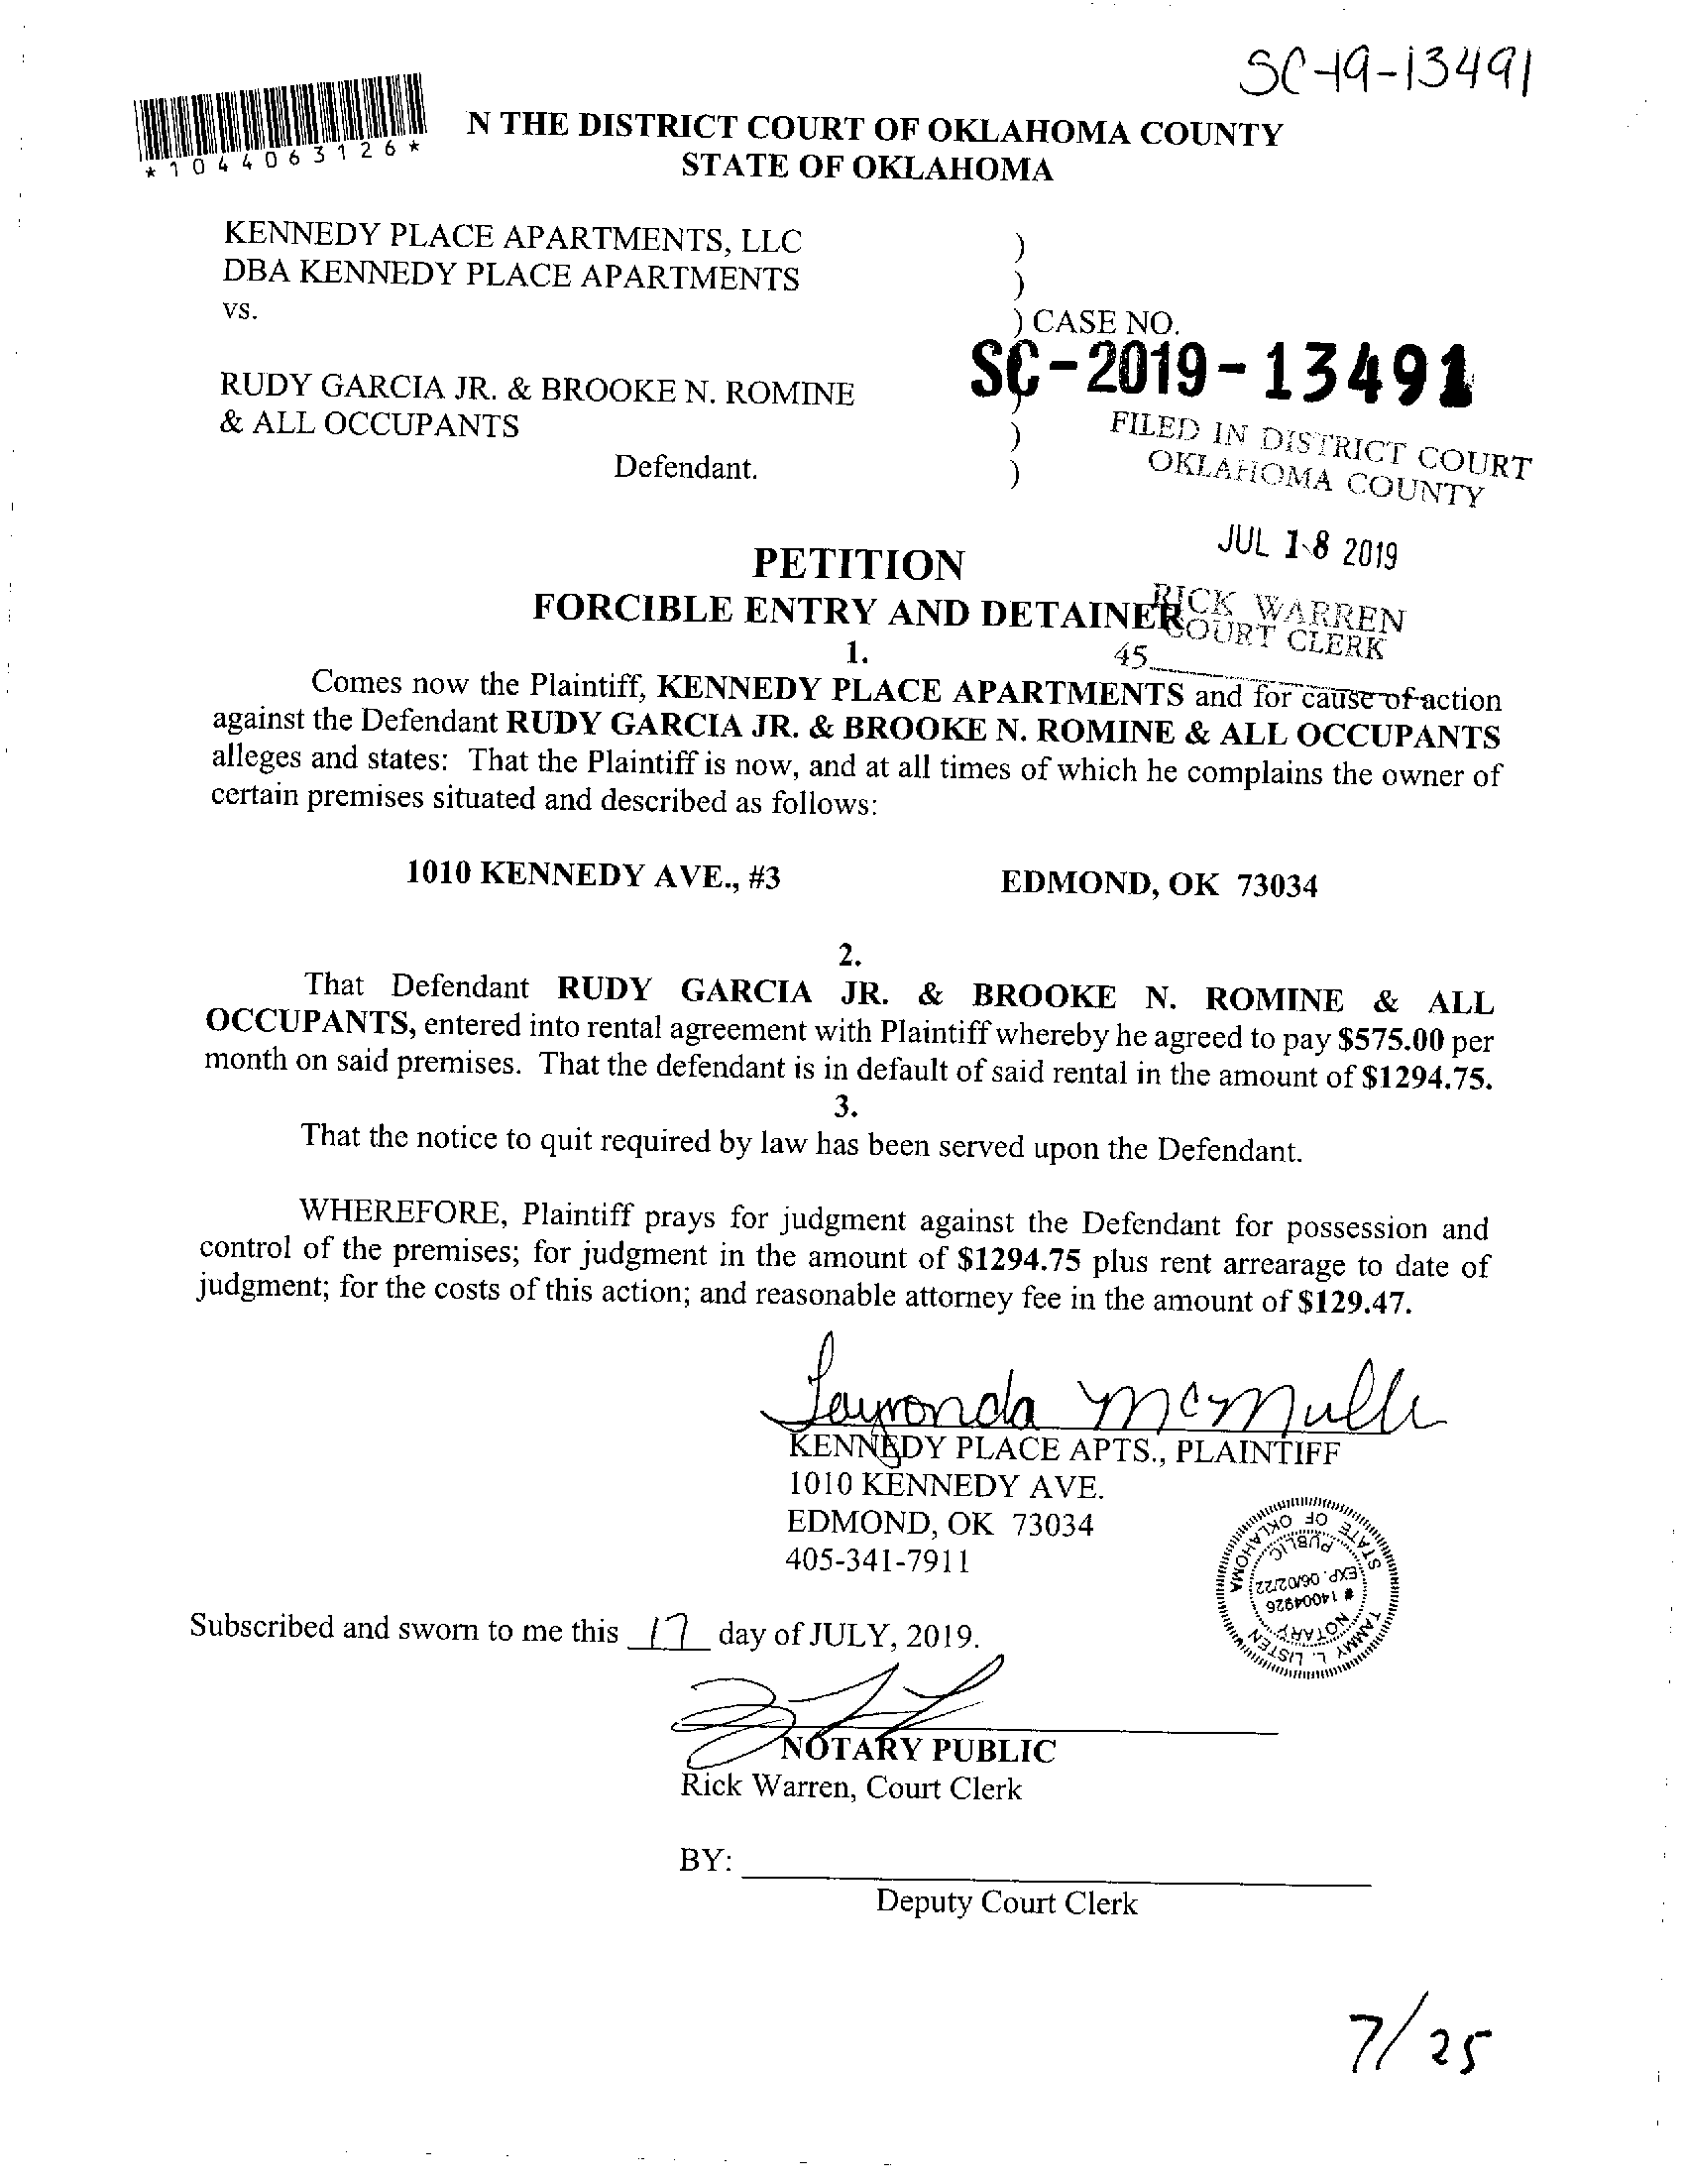 SC-19-13491
*1044063126*
N THE DISTRICT COURT OF OKLAHOMA COUNTY
STATE OF OKLAHOMA
KENNEDY PLACE APARTMENTS, LLC )
DBA KENNEDY PLACE APARTMENTS )
vs. ) CASE NO.
SC-2019-13491
RUDY GARCIA JR. & BROOKE N. ROMINE )
& ALL OCCUPANTS )
Defendant. )
FILED IN DISTRICT COURT
OKLAHOMA COUNTY
JUL 18 2019
RICK WARREN
COURT CLERK
45
PETITION
FORCIBLE ENTRY AND DETAINER
1.
Comes now the Plaintiff, KENNEDY PLACE APARTMENTS and for cause of action
against the Defendant RUDY GARCIA JR. & BROOKE N. ROMINE & ALL OCCUPANTS
alleges and states: That the Plaintiff is now, and at all times of which he complains the owner of
certain premises situated and described as follows:
1010 KENNEDY AVE., #3 EDMOND, OK 73034
2.
That Defendant RUDY GARCIA JR. & BROOKE N. ROMINE & ALL
OCCUPANTS, entered into rental agreement with Plaintiff whereby he agreed to pay $575.00 per
month on said premises. That the defendant is in default of said rental in the amount of $1294.75.
3.
That the notice to quit required by law has been served upon the Defendant.
WHEREFORE, Plaintiff prays for judgment against the Defendant for possession and
control of the premises; for judgment in the amount of $1294.75 plus rent arrearage to date of
judgment; for the costs of this action; and reasonable attorney fee in the amount of $129.47.
KENNEDY PLACE APTS., PLAINTIFF
1010 KENNEDY AVE.
EDMOND, OK 73034
405-341-7911
TAMMY L. LISTEN
STATE OF OKLAHOMA
NOTARY
# 14004926
EXP. 06/02/22
PUBLIC
Subscribed and sworn to me this 17 day of JULY, 2019.
NOTARY PUBLIC
Rick Warren, Court Clerk
BY:
Deputy Court Clerk
7/25